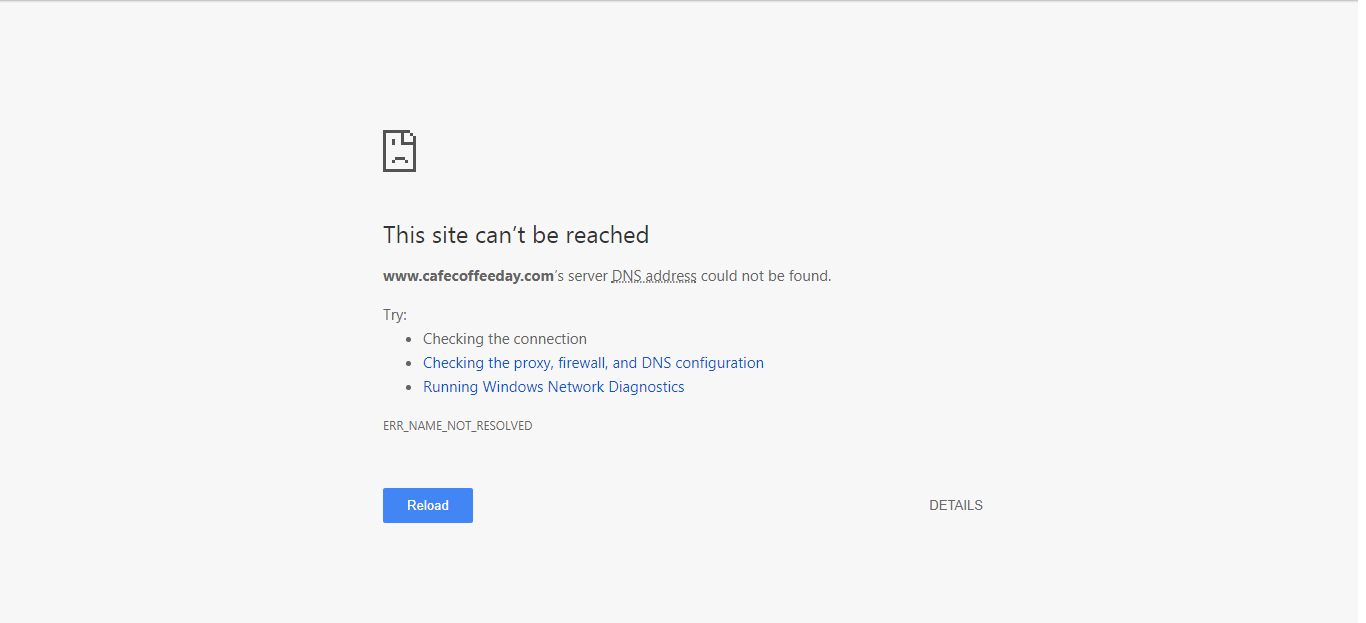 This site can’t be reached
www.cafecoffeeday.com’s server DNS address could not be found.
Try:
• Checking the connection
• Checking the proxy, firewall, and DNS configuration
• Running Windows Network Diagnostics
ERR_NAME_NOT_RESOLVED
Reload
DETAILS